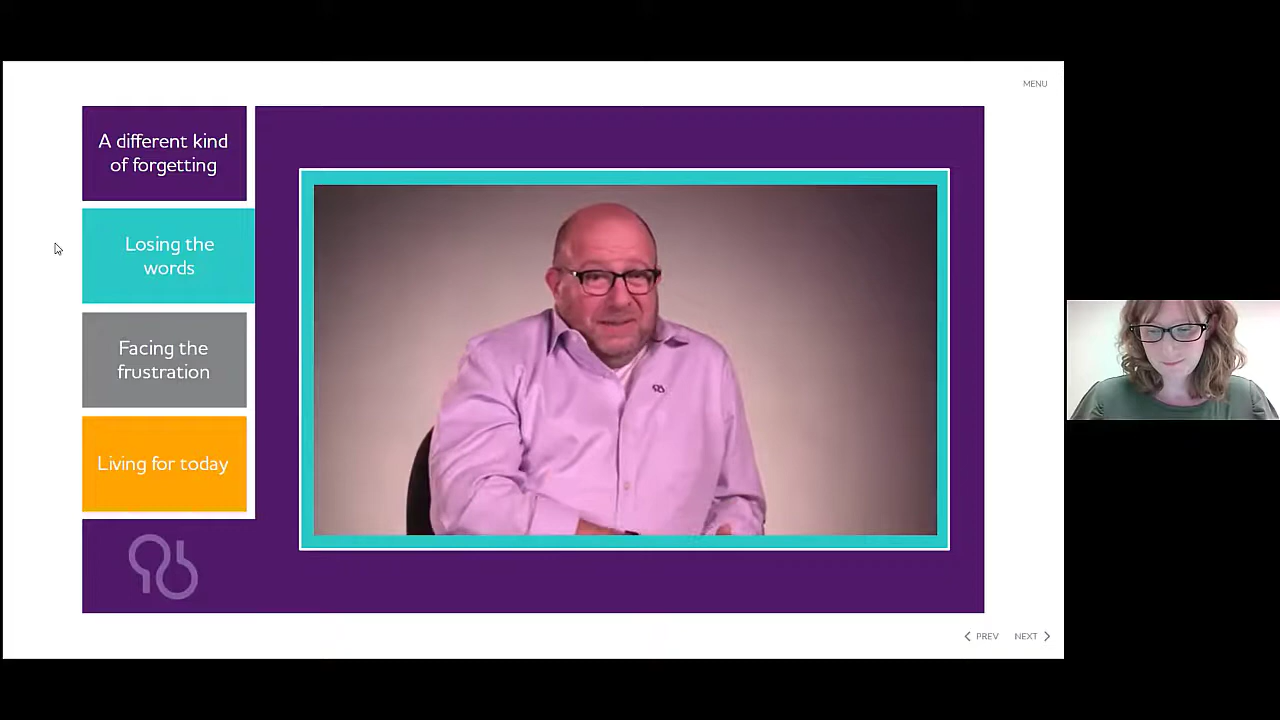 MENU
A different kind
of forgetting
Losing the
words
Facing the
frustration
Living for today
PREV
NEXT